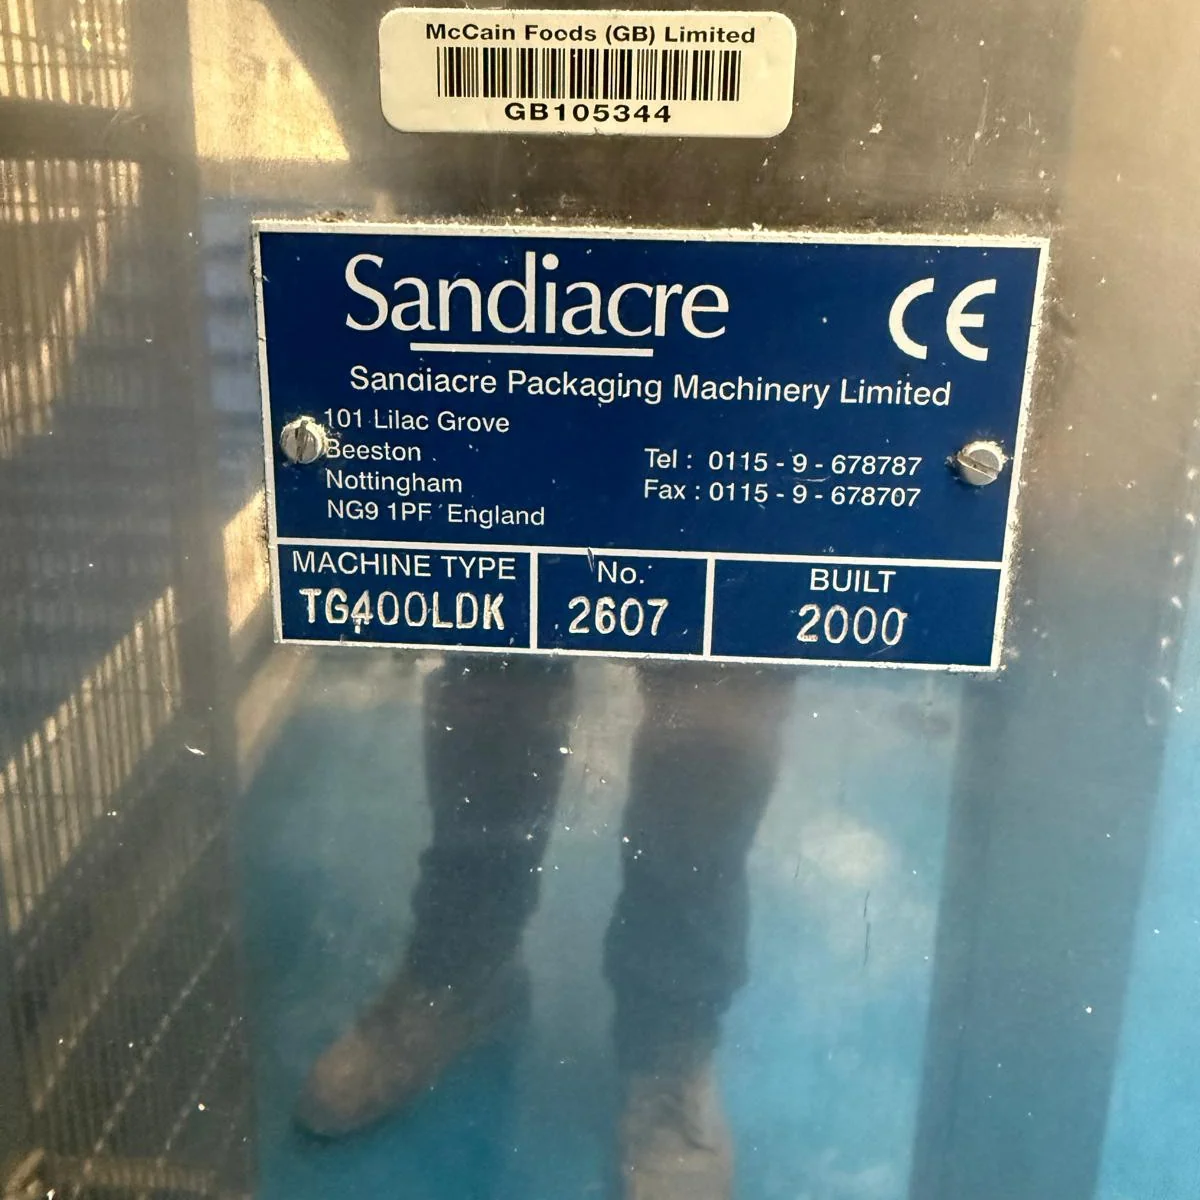 McCain Foods (GB) Limited
GB105344
Sandiacre
CE
Sandiacre Packaging Machinery Limited
101 Lilac Grove
Beeston
Nottingham
NG9 1PF England
Tel : 0115 - 9 - 678787
Fax : 0115 - 9 - 678707
MACHINE TYPE
TG400LDK
No.
2607
BUILT
2000